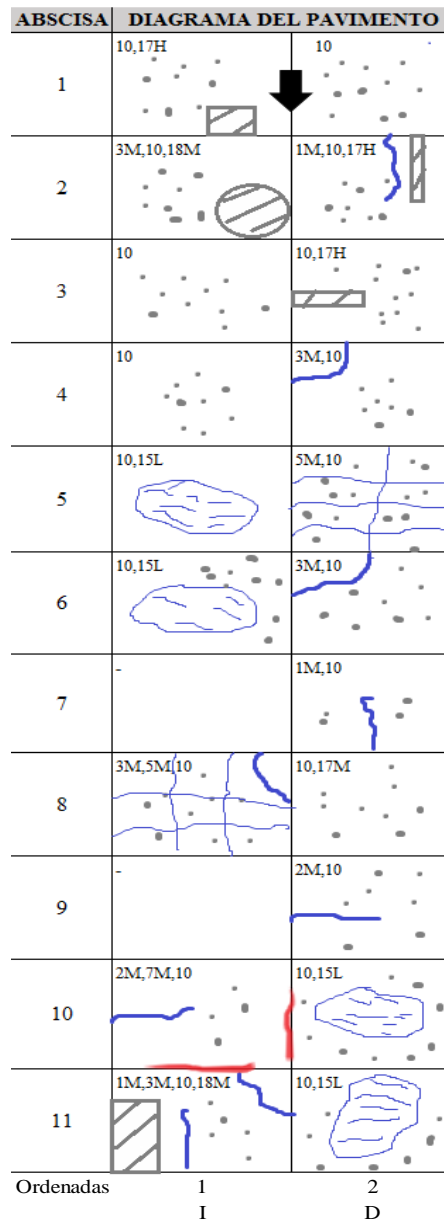 ABSCISA DIAGRAMA DEL PAVIMENTO
1 10,17H 10
2 3M,10,18M 1M,10,17H
3 10 10,17H
4 10 3M,10
5 10,15L 5M,10
6 10,15L 3M,10
7 - 1M,10
8 3M,5M,10 10,17M
9 - 2M,10
10 2M,7M,10 10,15L
11 1M,3M,10,18M 10,15L
Ordenadas 1 2
I D